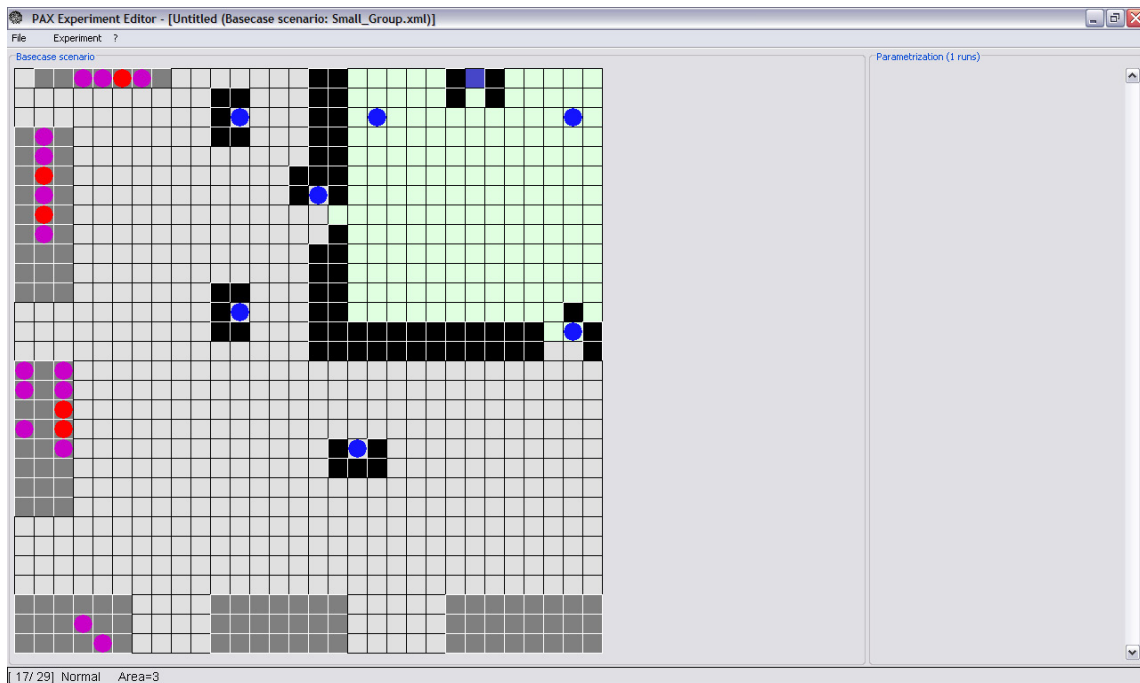 PAX Experiment Editor - [Untitled (Basecase scenario: Small_Group.xml)]
File Experiment ?
Basecase scenario
Parametrization (1 runs)
[ 17/ 29] Normal Area=3